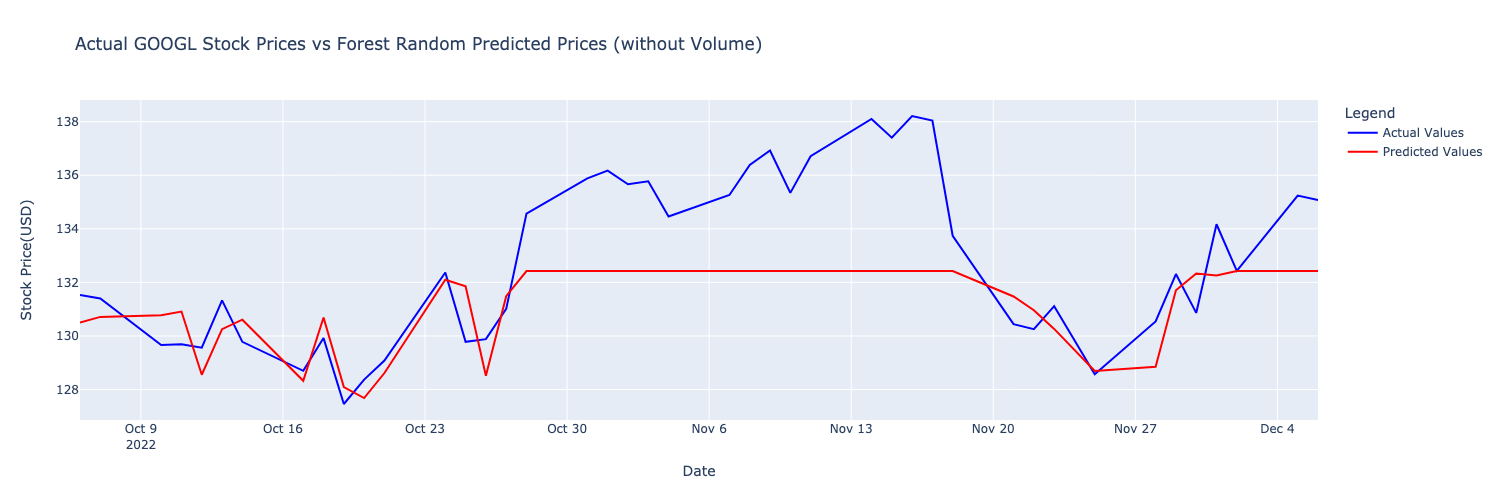 Actual GOOGL Stock Prices vs Forest Random Predicted Prices (without Volume)
Legend
Actual Values
Predicted Values
Stock Price(USD)
138
136
134
132
130
128
Oct 9
2022
Oct 16
Oct 23
Oct 30
Nov 6
Nov 13
Nov 20
Nov 27
Dec 4
Date